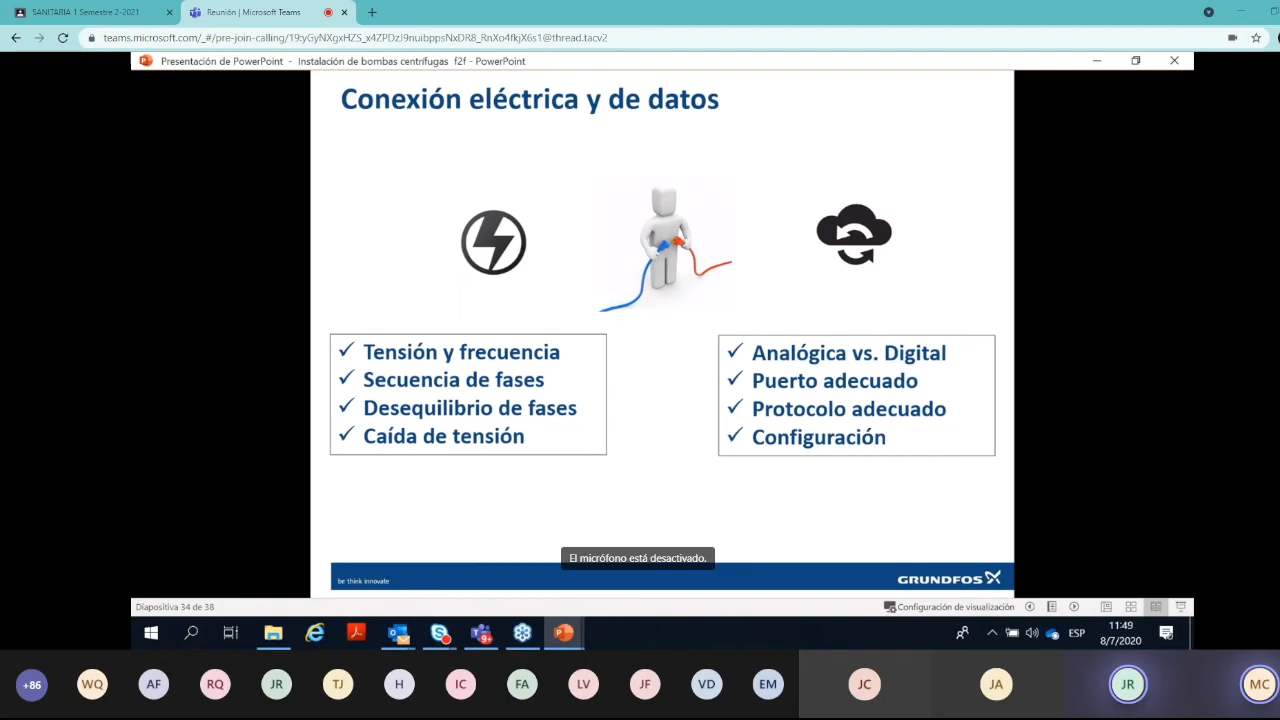 SANITARIA 1 Semestre 2-2021
Reunión | Microsoft Teams
teams.microsoft.com/_#/pre-join-calling/19:yGyNXgxHZS_x4ZPDzJ9nuibppsNxDR8_RnXo4fkjX6s1@thread.tacv2
Presentación de PowerPoint - Instalación de bombas centrífugas f2f - PowerPoint
Conexión eléctrica y de datos
✓ Tensión y frecuencia
✓ Secuencia de fases
✓ Desequilibrio de fases
✓ Caída de tensión
✓ Analógica vs. Digital
✓ Puerto adecuado
✓ Protocolo adecuado
✓ Configuración
El micrófono está desactivado.
be think innovate
GRUNDFOS
Diapositiva 34 de 38
Configuración de visualización
9+
ESP
11:49
8/7/2020
+86
WQ
AF
RQ
JR
TJ
H
IC
FA
LV
JF
VD
EM
JC
JA
JR
MC